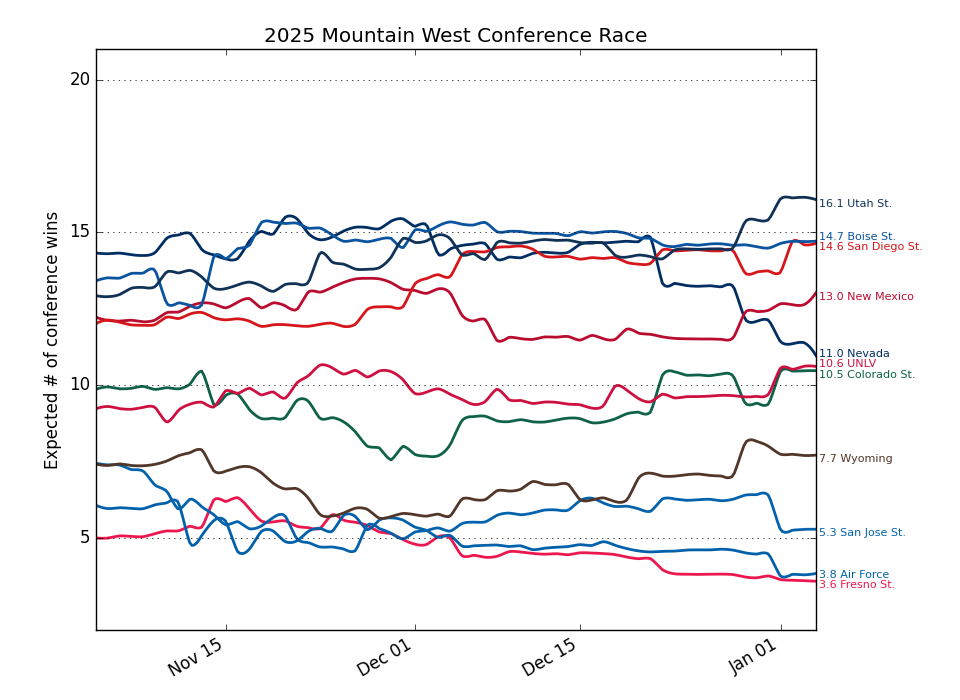 2025 Mountain West Conference Race
Expected # of conference wins
20
15
10
5
Nov 15
Dec 01
Dec 15
Jan 01
16.1 Utah St.
14.7 Boise St.
14.6 San Diego St.
13.0 New Mexico
11.0 Nevada
10.6 UNLV
10.5 Colorado St.
7.7 Wyoming
5.3 San Jose St.
3.8 Air Force
3.6 Fresno St.